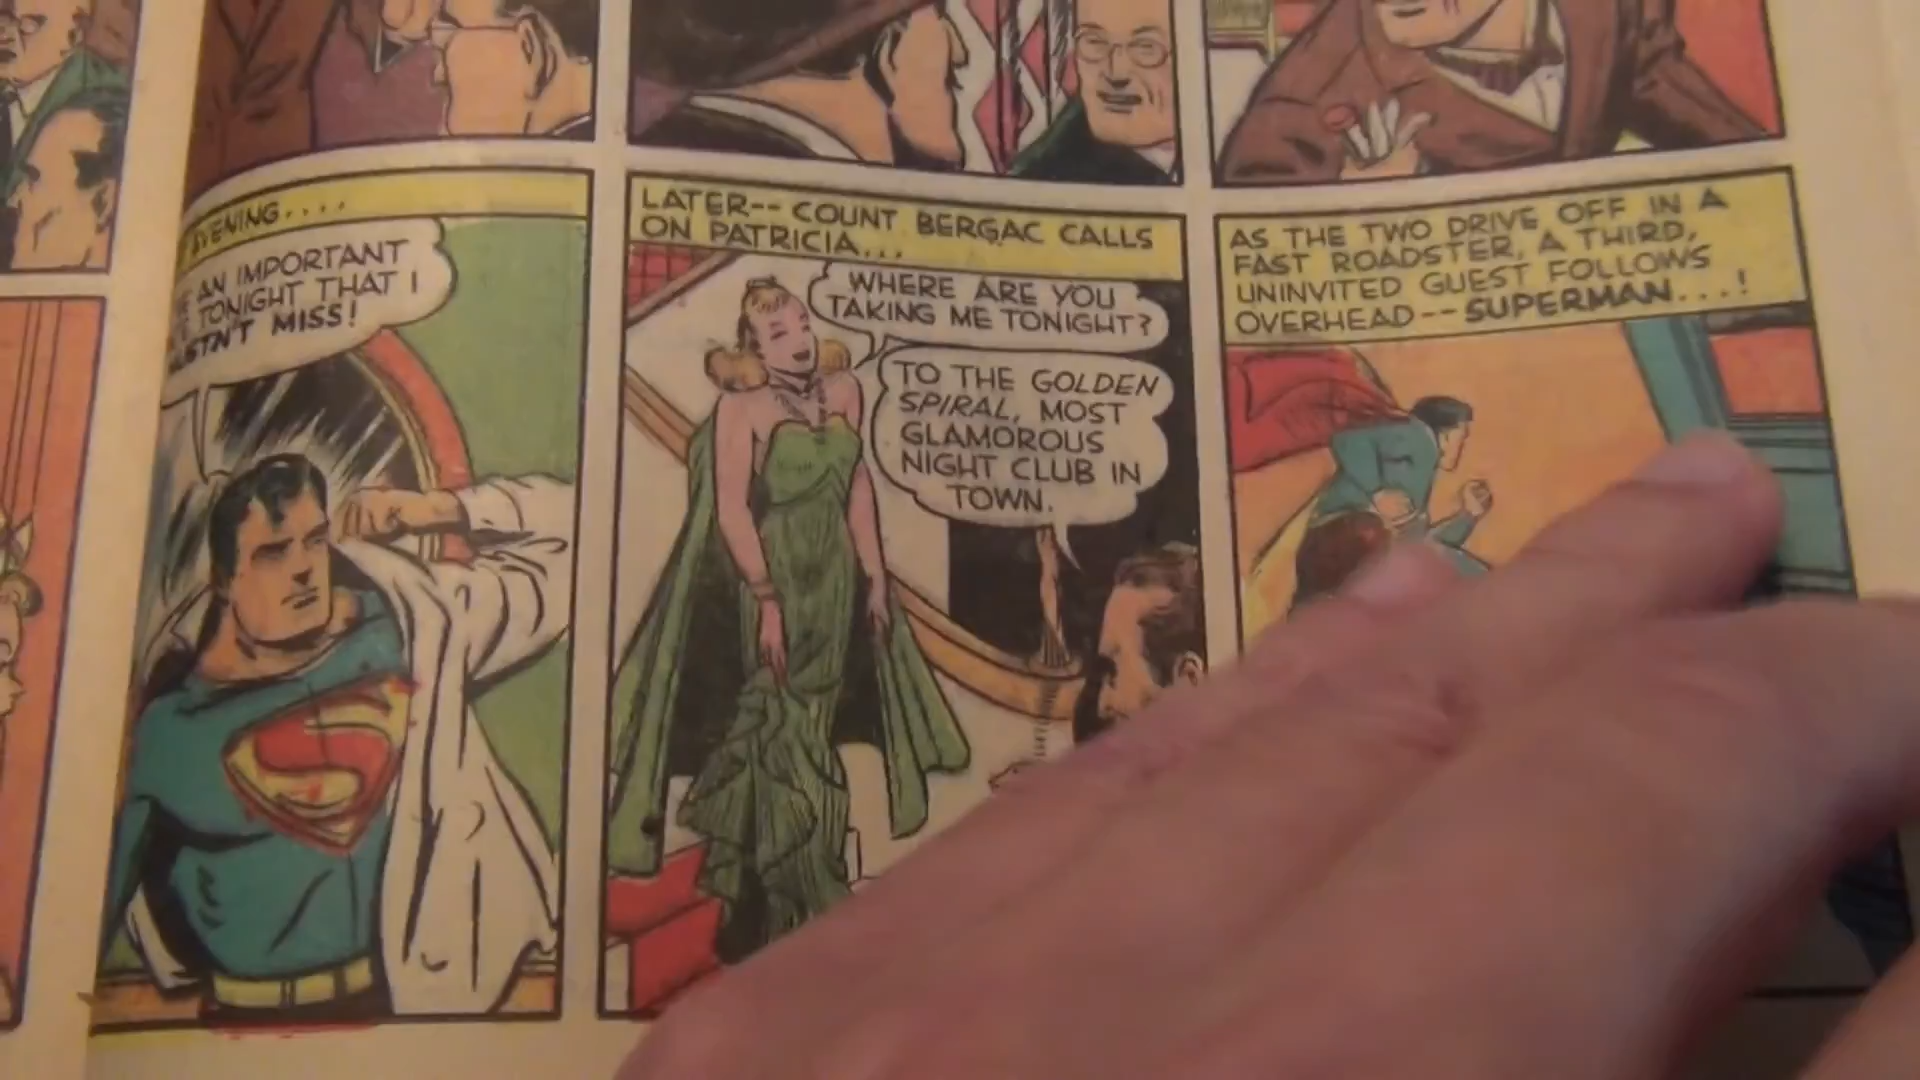 EVENING....
AN IMPORTANT
TONIGHT THAT I
MISS!
LATER-- COUNT BERGAC CALLS
ON PATRICIA...
WHERE ARE YOU
TAKING ME TONIGHT?
TO THE GOLDEN
SPIRAL, MOST
GLAMOROUS
NIGHT CLUB IN
TOWN.
AS THE TWO DRIVE OFF IN A
FAST ROADSTER, A THIRD,
UNINVITED GUEST FOLLOWS
OVERHEAD--SUPERMAN...!
S